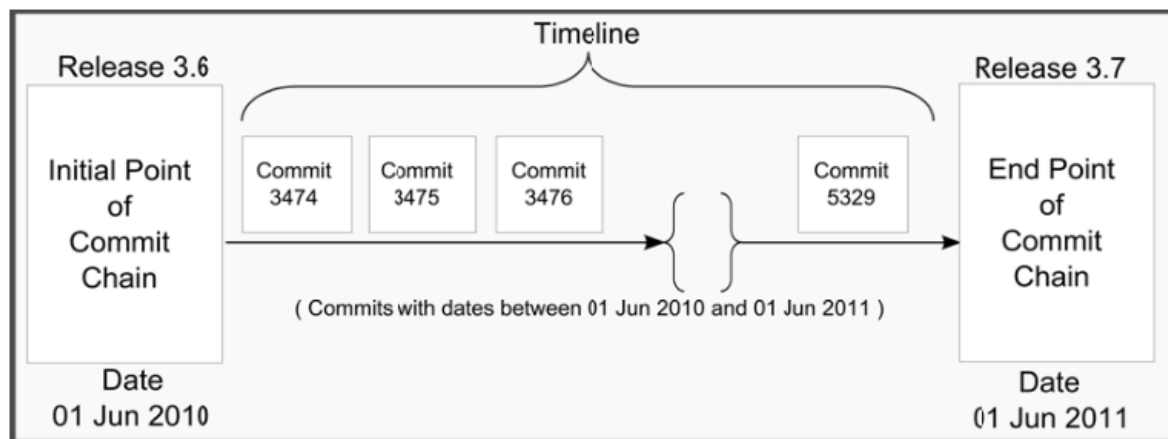 Timeline
Release 3.6
Release 3.7
Initial Point
of
Commit
Chain
Commit
3474
Commit
3475
Commit
3476
Commit
5329
End Point
of
Commit
Chain
( Commits with dates between 01 Jun 2010 and 01 Jun 2011 )
Date
01 Jun 2010
Date
01 Jun 2011